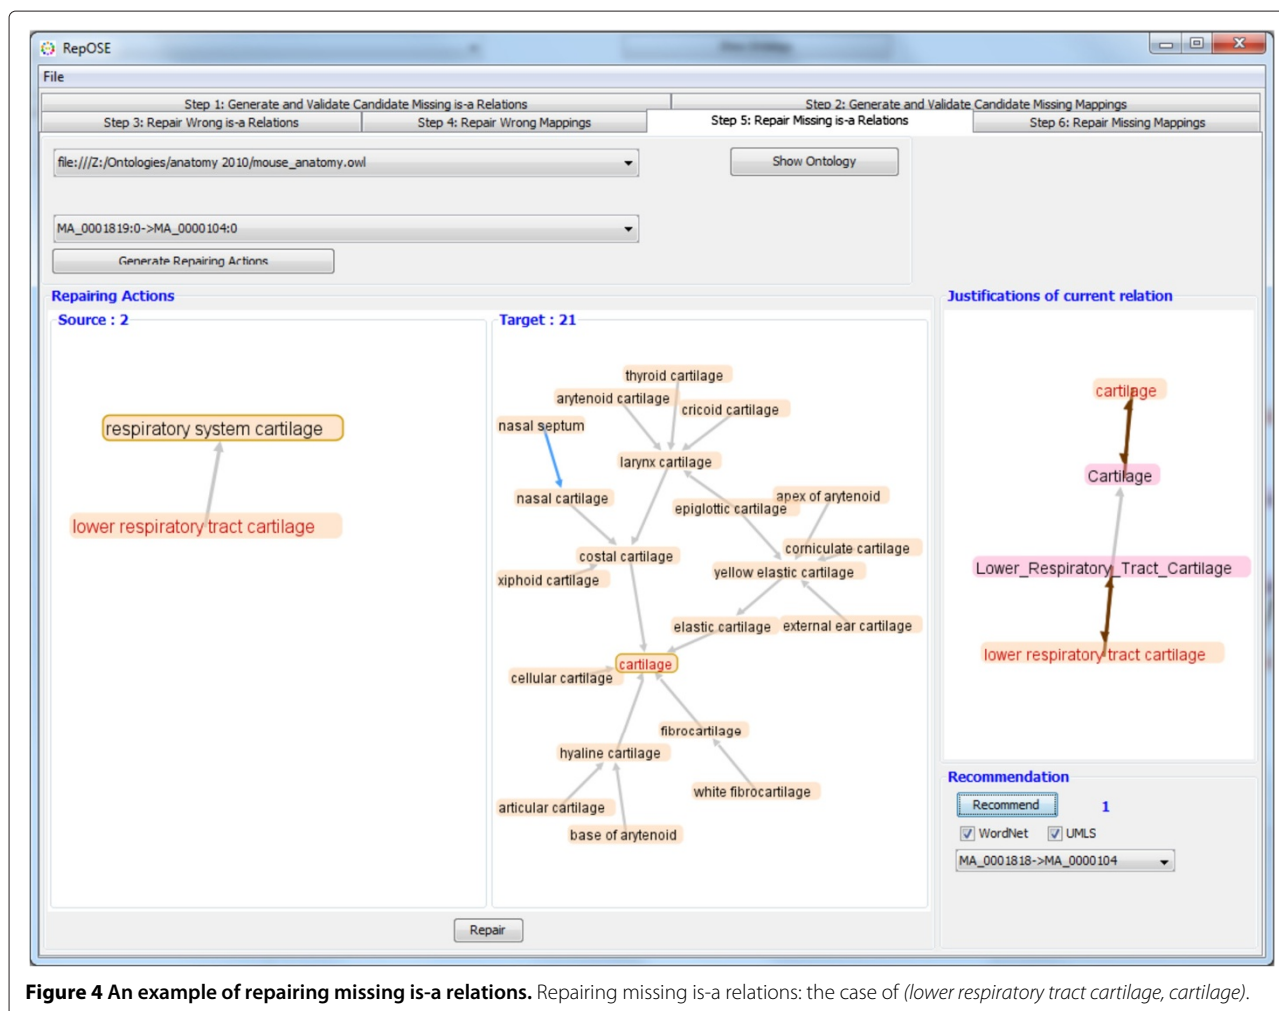 RepOSE
File
Step 1: Generate and Validate Candidate Missing is-a Relations
Step 2: Generate and Validate Candidate Missing Mappings
Step 3: Repair Wrong is-a Relations
Step 4: Repair Wrong Mappings
Step 5: Repair Missing is-a Relations
Step 6: Repair Missing Mappings
file:///Z:/Ontologies/anatomy 2010/mouse_anatomy.owl
Show Ontology
MA_0001819:0->MA_0000104:0
Generate Repairing Actions
Repairing Actions
Source : 2
respiratory system cartilage
lower respiratory tract cartilage
Target : 21
thyroid cartilage
arytenoid cartilage
cricoid cartilage
nasal septum
larynx cartilage
nasal cartilage
apex of arytenoid
epiglottic cartilage
costal cartilage
corniculate cartilage
xiphoid cartilage
yellow elastic cartilage
elastic cartilage
external ear cartilage
cartilage
cellular cartilage
fibrocartilage
hyaline cartilage
white fibrocartilage
articular cartilage
base of arytenoid
Justifications of current relation
cartilage
Cartilage
Lower_Respiratory_Tract_Cartilage
lower respiratory tract cartilage
Recommendation
Recommend
1
WordNet
UMLS
MA_0001818->MA_0000104
Repair
Figure 4 An example of repairing missing is-a relations. Repairing missing is-a relations: the case of (lower respiratory tract cartilage, cartilage).